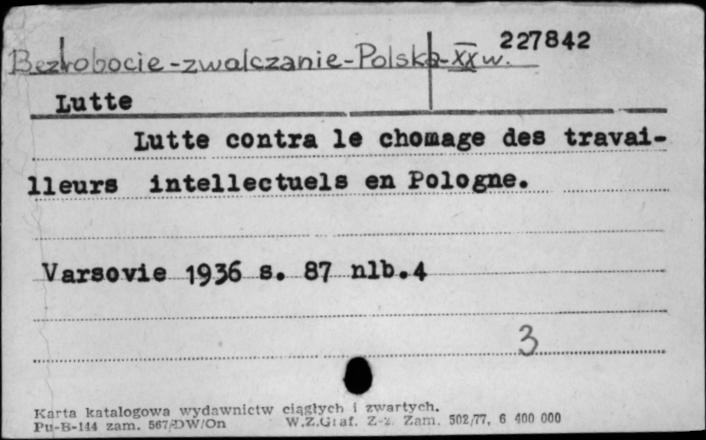 227842
Bezrobocie-zwalczanie-Polska-XX w.
Lutte
Lutte contra le chomage des travai-
lleurs intellectuels en Pologne.
Varsovie 1936 s. 87 nlb.4
3
Karta katalogowa wydawnictw ciągłych i zwartych.
Pu-B-144 zam. 567/DW/On W.Z.Graf. Z-z. Zam. 502/77, 6 400 000